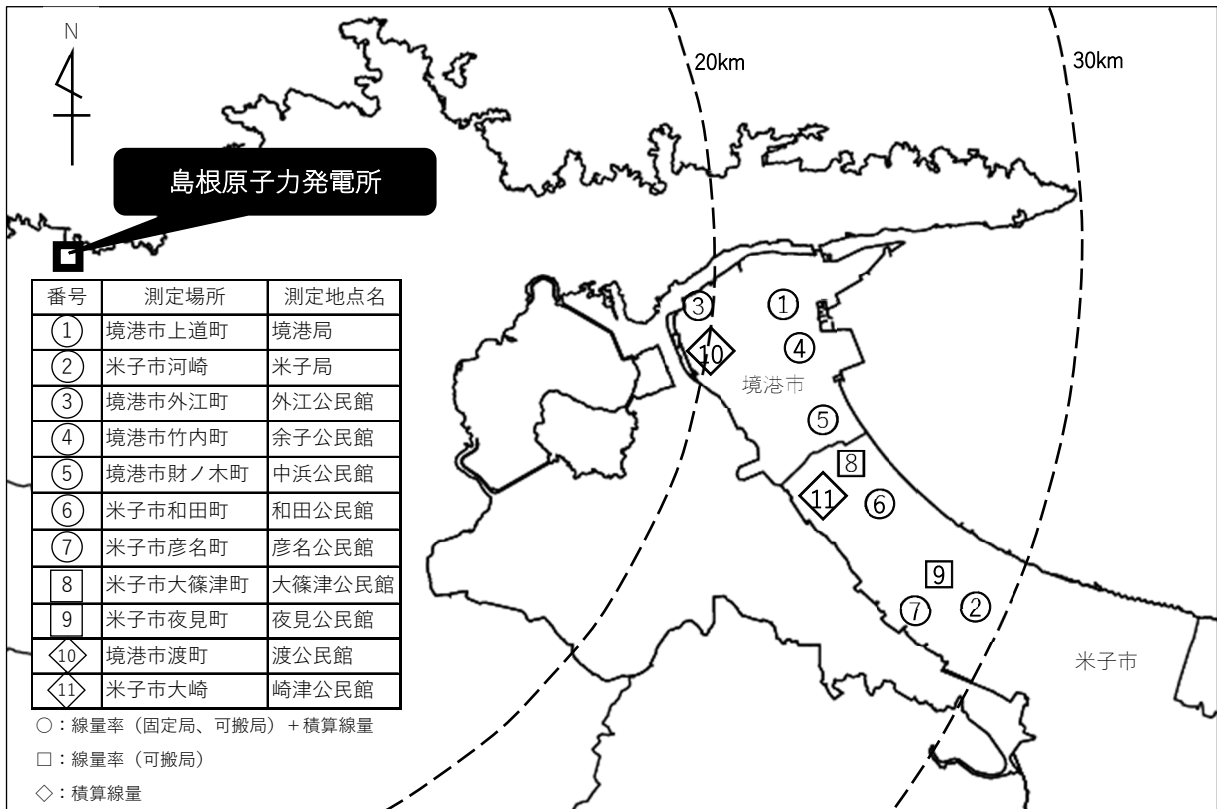 N
20km
30km
島根原子力発電所
番号 測定場所 測定地点名
① 境港市上道町 境港局
② 米子市河崎 米子局
③ 境港市外江町 外江公民館
④ 境港市竹内町 余子公民館
⑤ 境港市財ノ木町 中浜公民館
⑥ 米子市和田町 和田公民館
⑦ 米子市彦名町 彦名公民館
8 米子市大篠津町 大篠津公民館
9 米子市夜見町 夜見公民館
10 境港市渡町 渡公民館
11 米子市大崎 崎津公民館
○：線量率（固定局、可搬局）＋積算線量
□：線量率（可搬局）
◇：積算線量
③
①
10
④
境港市
⑤
8
11
⑥
9
⑦
②
米子市